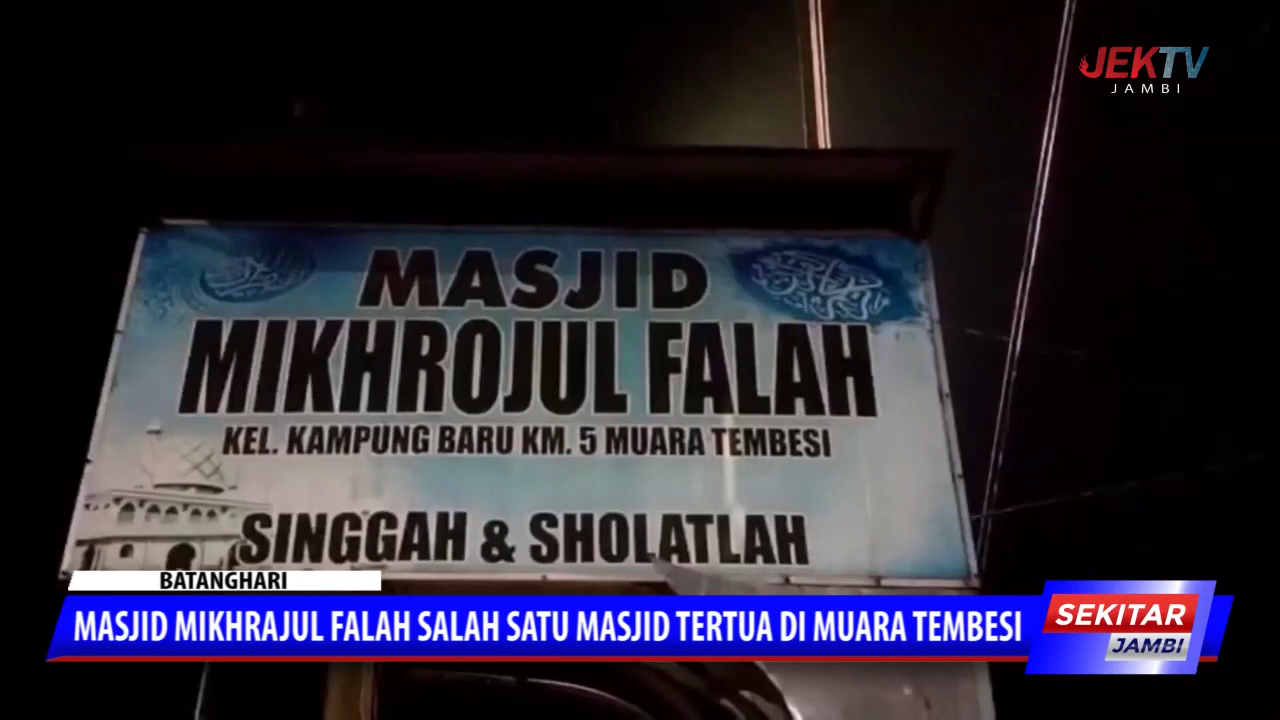 JEKTV
JAMBI
MASJID
MIKHROJUL FALAH
KEL. KAMPUNG BARU KM. 5 MUARA TEMBESI
SINGGAH & SHOLATLAH
BATANGHARI
MASJID MIKHRAJUL FALAH SALAH SATU MASJID TERTUA DI MUARA TEMBESI
SEKITAR
JAMBI